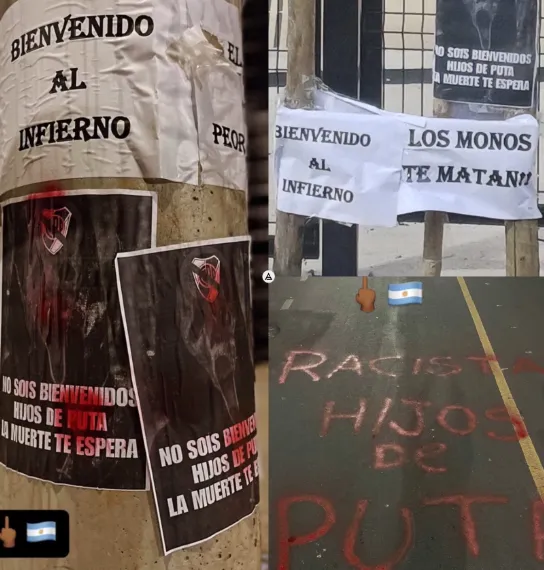 BIENVENIDO
AL
INFIERNO
EL
PEOR
NO SOIS BIENVENIDOS
HIJOS DE PUTA
LA MUERTE TE ESPERA
NO SOIS BIENVEN
HIJOS DE PU
LA MUERTE TE E
NO SOIS BIENVENIDOS
HIJOS DE PUTA
LA MUERTE TE ESPERA
BIENVENIDO
AL
INFIERNO
LOS MONOS
TE MATAN!!
RACISTA
HIJOS
DE
PUT